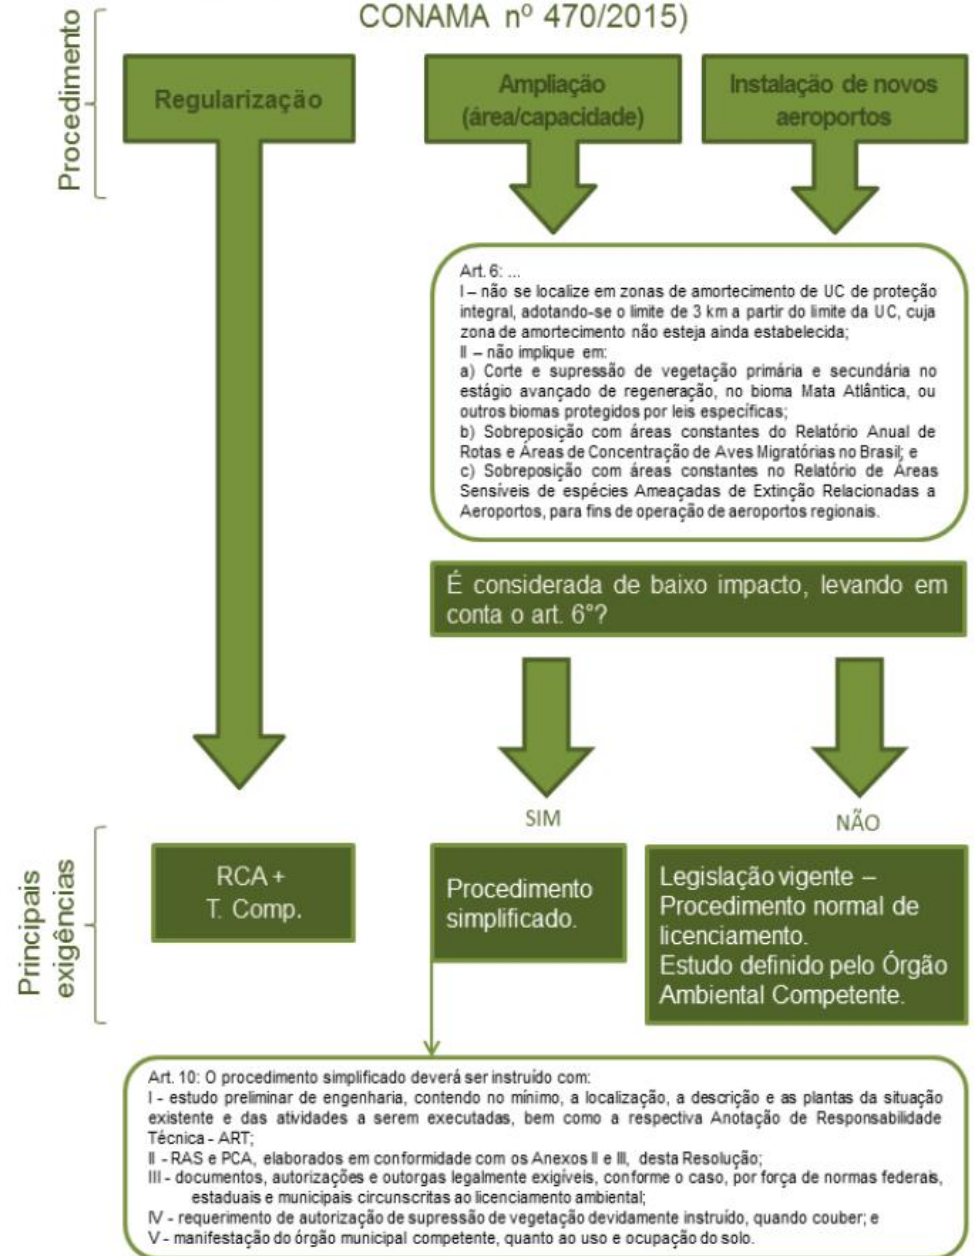 CONAMA nº 470/2015)
Procedimento
Regularização
Ampliação
(área/capacidade)
Instalação de novos
aeroportos
Art. 6: ...
I – não se localize em zonas de amortecimento de UC de proteção
integral, adotando-se o limite de 3 km a partir do limite da UC, cuja
zona de amortecimento não esteja ainda estabelecida;
II – não implique em:
a) Corte e supressão de vegetação primária e secundária no
estágio avançado de regeneração, no bioma Mata Atlântica, ou
outros biomas protegidos por leis específicas;
b) Sobreposição com áreas constantes do Relatório Anual de
Rotas e Áreas de Concentração de Aves Migratórias no Brasil; e
c) Sobreposição com áreas constantes no Relatório de Áreas
Sensíveis de espécies Ameaçadas de Extinção Relacionadas a
Aeroportos, para fins de operação de aeroportos regionais.
É considerada de baixo impacto, levando em
conta o art. 6°?
SIM
NÃO
Principais
exigências
RCA +
T. Comp.
Procedimento
simplificado.
Legislação vigente –
Procedimento normal de
licenciamento.
Estudo definido pelo Órgão
Ambiental Competente.
Art. 10: O procedimento simplificado deverá ser instruído com:
I - estudo preliminar de engenharia, contendo no mínimo, a localização, a descrição e as plantas da situação
existente e das atividades a serem executadas, bem como a respectiva Anotação de Responsabilidade
Técnica - ART;
II - RAS e PCA, elaborados em conformidade com os Anexos II e III, desta Resolução;
III - documentos, autorizações e outorgas legalmente exigíveis, conforme o caso, por força de normas federais,
estaduais e municipais circunscritas ao licenciamento ambiental;
IV - requerimento de autorização de supressão de vegetação devidamente instruído, quando couber; e
V - manifestação do órgão municipal competente, quanto ao uso e ocupação do solo.